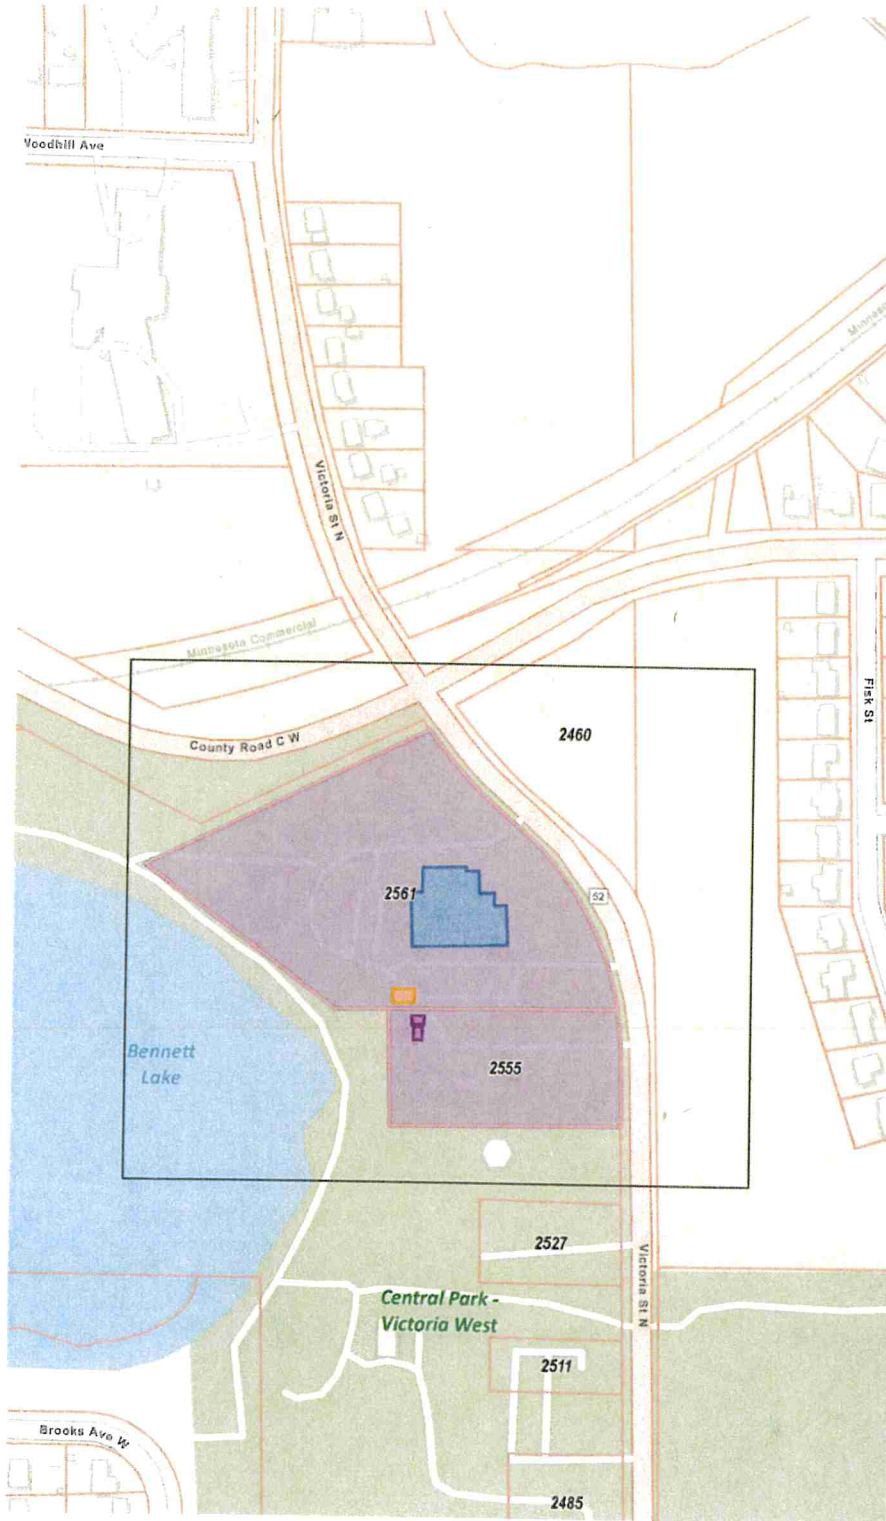 Woodhill Ave
Victoria St N
Minnesota Commercial
County Road C W
2460
Fisk St
2561
52
Bennett
Lake
2555
2527
Victoria St N
Central Park -
Victoria West
2511
Brooks Ave W
2485